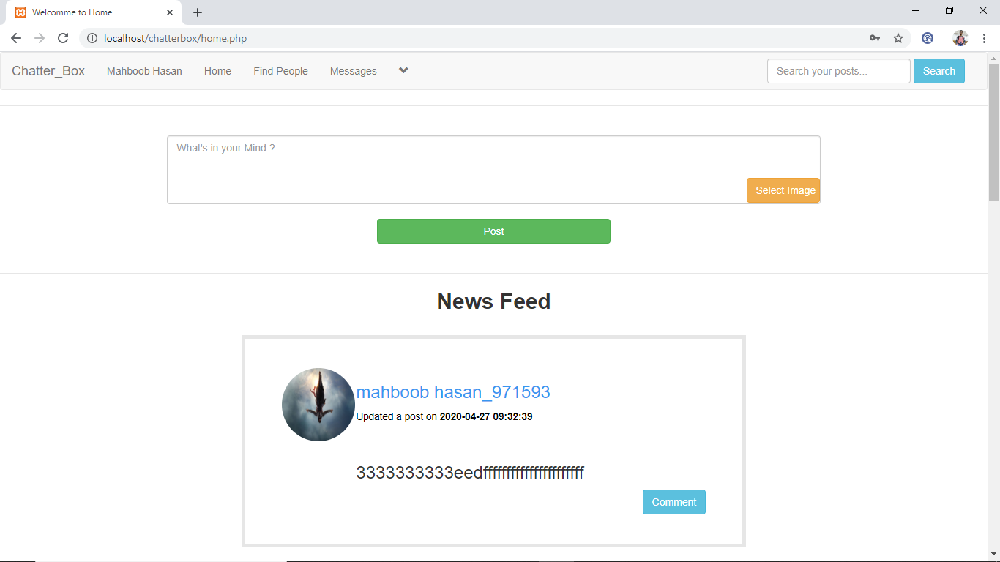 Welcomme to Home
localhost/chatterbox/home.php
Chatter_Box Mahboob Hasan Home Find People Messages Search your posts... Search
What's in your Mind ?
Select Image
Post
News Feed
mahboob hasan_971593
Updated a post on 2020-04-27 09:32:39
3333333333eedffffffffffffffffffffff
Comment